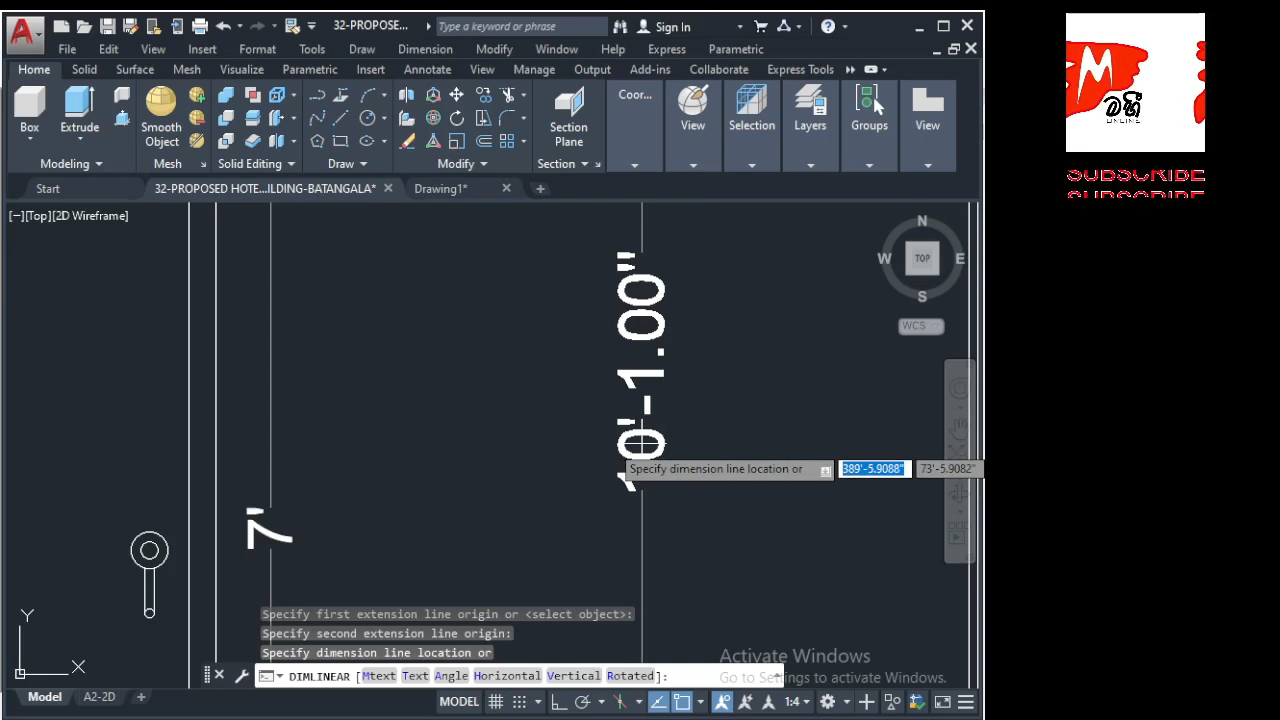 32-PROPOSE...
Type a keyword or phrase
Sign In
File Edit View Insert Format Tools Draw Dimension Modify Window Help Express Parametric
Home Solid Surface Mesh Visualize Parametric Insert Annotate View Manage Output Add-ins Collaborate Express Tools
Box Extrude Smooth Object Section Plane Coor... View Selection Layers Groups View
Modeling Mesh Solid Editing Draw Modify Section
Start 32-PROPOSED HOTE...ILDING-BATANGALA* Drawing1*
[−][Top][2D Wireframe]
N
W TOP E
S
WCS
10'-1.00"
7'
Specify dimension line location or 389'-5.9088" 73'-5.9082"
Specify first extension line origin or <select object>:
Specify second extension line origin:
Specify dimension line location or
DIMLINEAR [Mtext Text Angle Horizontal Vertical Rotated]:
Y
X
Activate Windows
Go to Settings to activate Windows.
Model A2-2D
MODEL 1:4
M
මහී
ONLINE
SUBSCRIBE
SUBSCRIBE